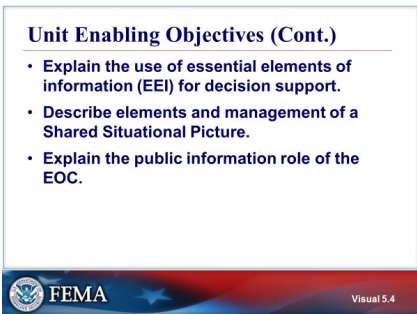 Unit Enabling Objectives (Cont.)
• Explain the use of essential elements of
information (EEI) for decision support.
• Describe elements and management of a
Shared Situational Picture.
• Explain the public information role of the
EOC.
FEMA
Visual 5.4